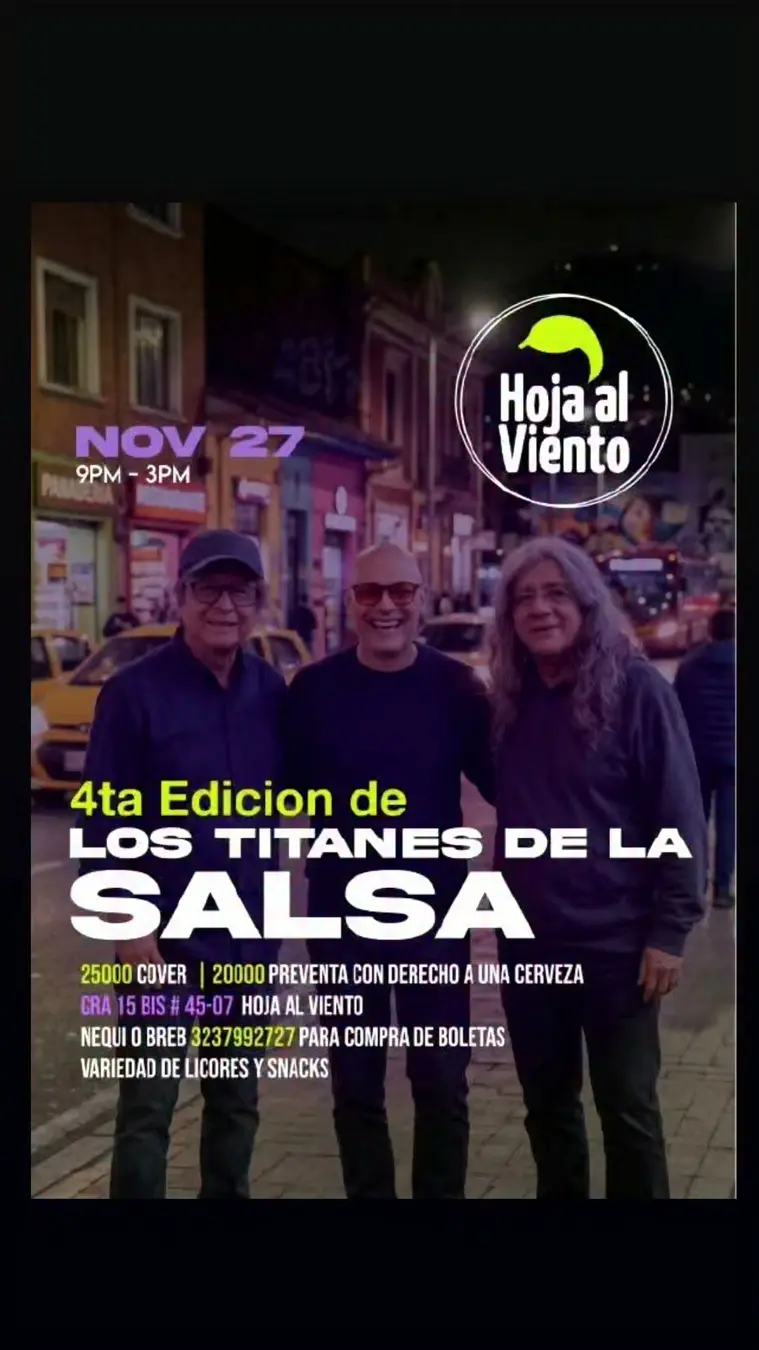 Hoja al
Viento
NOV 27
9PM - 3PM
PANADERIA
4ta Edicion de
LOS TITANES DE LA
SALSA
25000 COVER | 20000 PREVENTA CON DERECHO A UNA CERVEZA
CRA 15 BIS # 45-07 HOJA AL VIENTO
NEQUI O BREB 3237992727 PARA COMPRA DE BOLETAS
VARIEDAD DE LICORES Y SNACKS